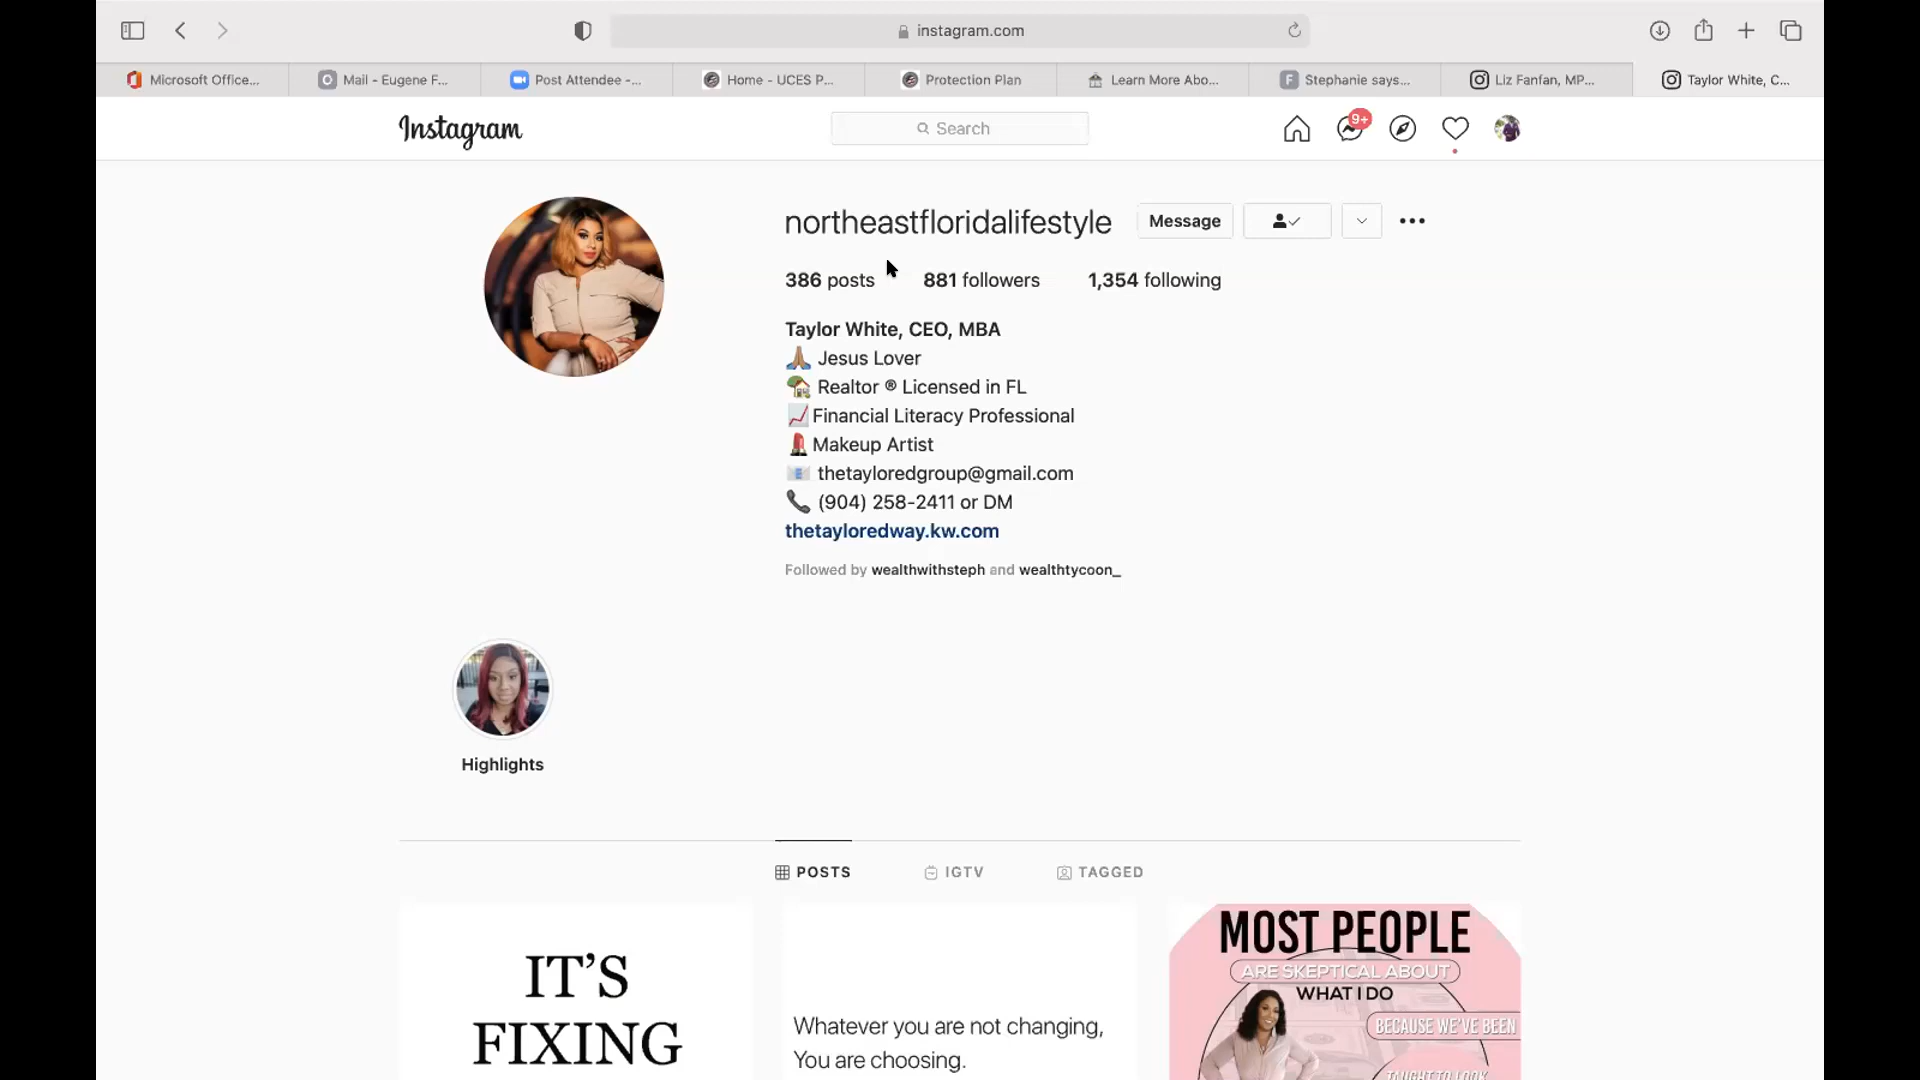 instagram.com
Microsoft Office...
Mail - Eugene F...
Post Attendee -...
Home - UCES P...
Protection Plan
Learn More Abo...
Stephanie says...
Liz Fanfan, MP...
Taylor White, C...
Instagram
Search
9+
northeastfloridalifestyle
Message
386 posts
881 followers
1,354 following
Taylor White, CEO, MBA
Jesus Lover
Realtor ® Licensed in FL
Financial Literacy Professional
Makeup Artist
thetayloredgroup@gmail.com
(904) 258-2411 or DM
thetayloredway.kw.com
Followed by wealthwithsteph and wealthtycoon_
Highlights
POSTS
IGTV
TAGGED
IT'S
FIXING
Whatever you are not changing,
You are choosing.
MOST PEOPLE
ARE SKEPTICAL ABOUT
WHAT I DO
BECAUSE WE'VE BEEN
TAUGHT TO LOOK